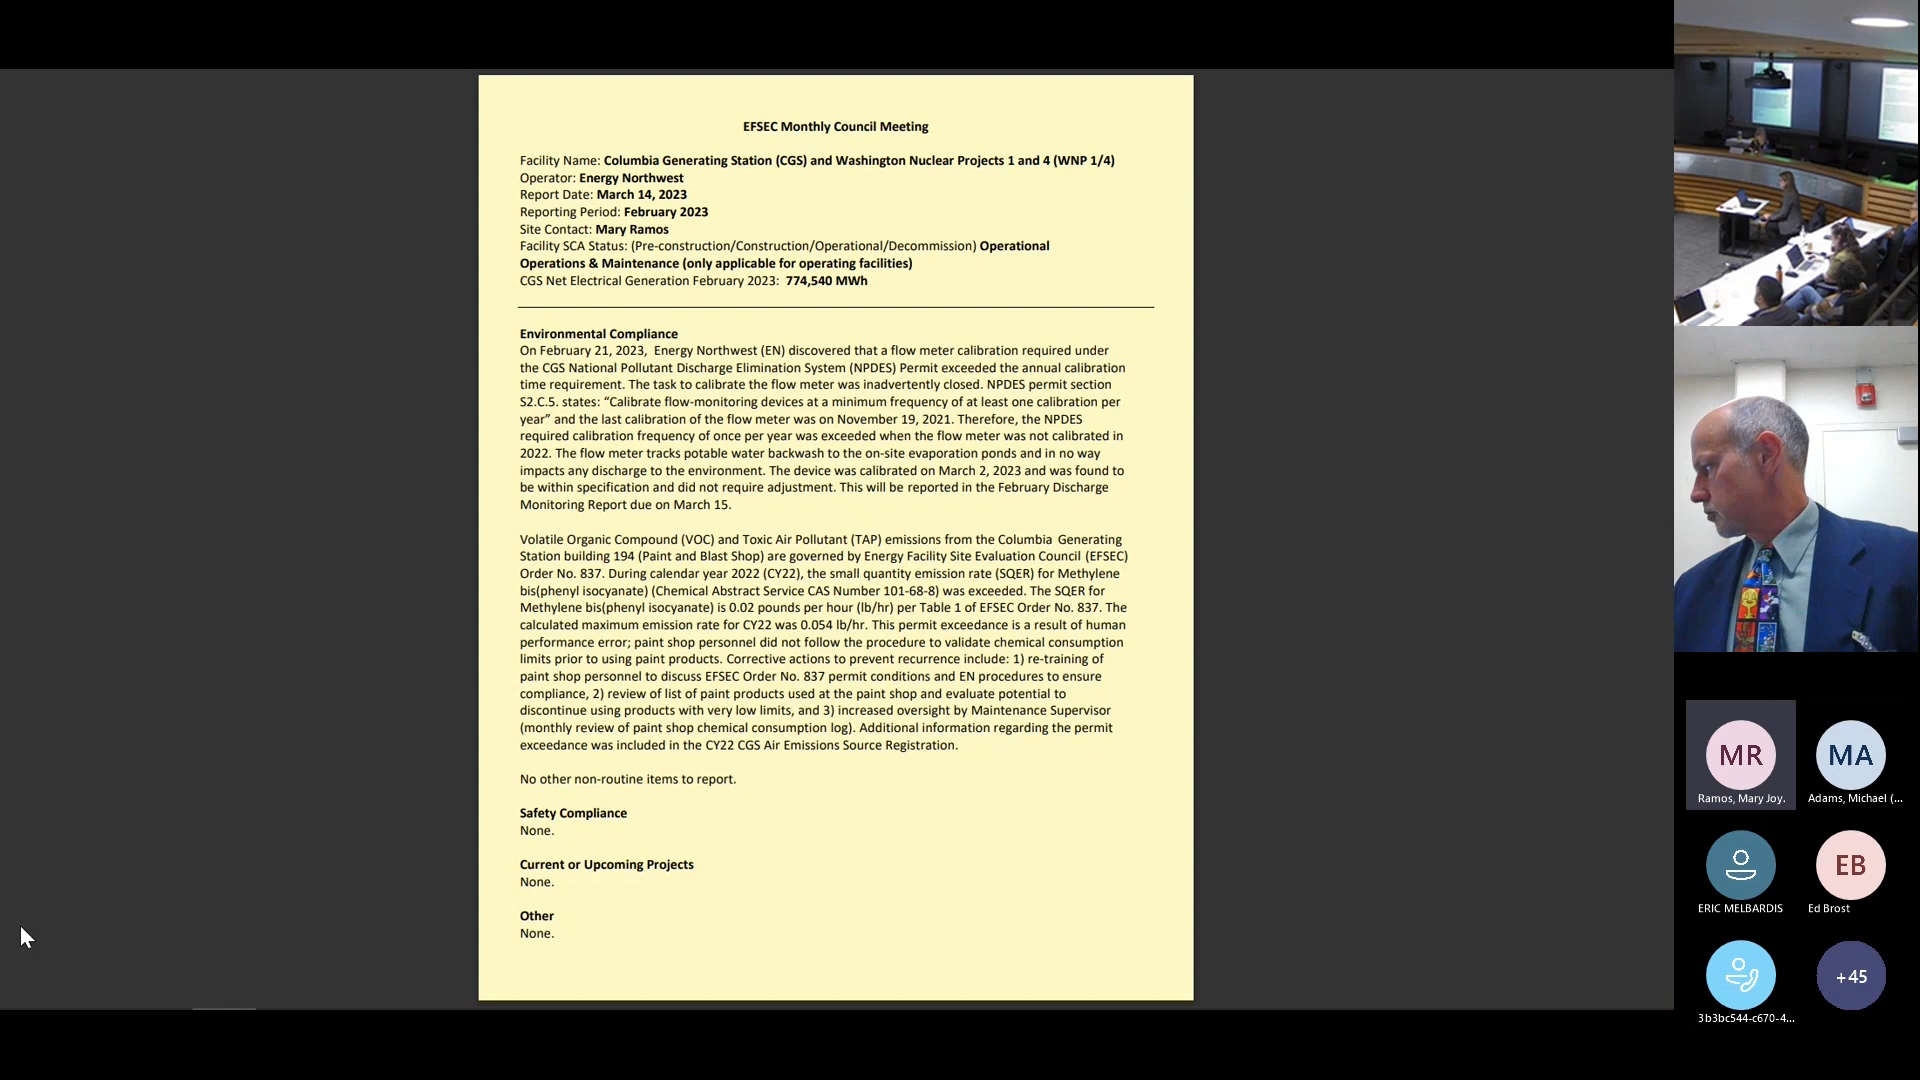 EFSEC Monthly Council Meeting
Facility Name: Columbia Generating Station (CGS) and Washington Nuclear Projects 1 and 4 (WNP 1/4)
Operator: Energy Northwest
Report Date: March 14, 2023
Reporting Period: February 2023
Site Contact: Mary Ramos
Facility SCA Status: (Pre-construction/Construction/Operational/Decommission) Operational
Operations & Maintenance (only applicable for operating facilities)
CGS Net Electrical Generation February 2023: 774,540 MWh
Environmental Compliance
On February 21, 2023, Energy Northwest (EN) discovered that a flow meter calibration required under
the CGS National Pollutant Discharge Elimination System (NPDES) Permit exceeded the annual calibration
time requirement. The task to calibrate the flow meter was inadvertently closed. NPDES permit section
S2.C.5. states: “Calibrate flow-monitoring devices at a minimum frequency of at least one calibration per
year” and the last calibration of the flow meter was on November 19, 2021. Therefore, the NPDES
required calibration frequency of once per year was exceeded when the flow meter was not calibrated in
2022. The flow meter tracks potable water backwash to the on-site evaporation ponds and in no way
impacts any discharge to the environment. The device was calibrated on March 2, 2023 and was found to
be within specification and did not require adjustment. This will be reported in the February Discharge
Monitoring Report due on March 15.
Volatile Organic Compound (VOC) and Toxic Air Pollutant (TAP) emissions from the Columbia Generating
Station building 194 (Paint and Blast Shop) are governed by Energy Facility Site Evaluation Council (EFSEC)
Order No. 837. During calendar year 2022 (CY22), the small quantity emission rate (SQER) for Methylene
bis(phenyl isocyanate) (Chemical Abstract Service CAS Number 101-68-8) was exceeded. The SQER for
Methylene bis(phenyl isocyanate) is 0.02 pounds per hour (lb/hr) per Table 1 of EFSEC Order No. 837. The
calculated maximum emission rate for CY22 was 0.054 lb/hr. This permit exceedance is a result of human
performance error; paint shop personnel did not follow the procedure to validate chemical consumption
limits prior to using paint products. Corrective actions to prevent recurrence include: 1) re-training of
paint shop personnel to discuss EFSEC Order No. 837 permit conditions and EN procedures to ensure
compliance, 2) review of list of paint products used at the paint shop and evaluate potential to
discontinue using products with very low limits, and 3) increased oversight by Maintenance Supervisor
(monthly review of paint shop chemical consumption log). Additional information regarding the permit
exceedance was included in the CY22 CGS Air Emissions Source Registration.
No other non-routine items to report.
Safety Compliance
None.
Current or Upcoming Projects
None.
Other
None.
MR
MA
Ramos, Mary Joy.
Adams, Michael (...
EB
ERIC MELBARDIS
Ed Brost
+45
3b3bc544-c670-4...